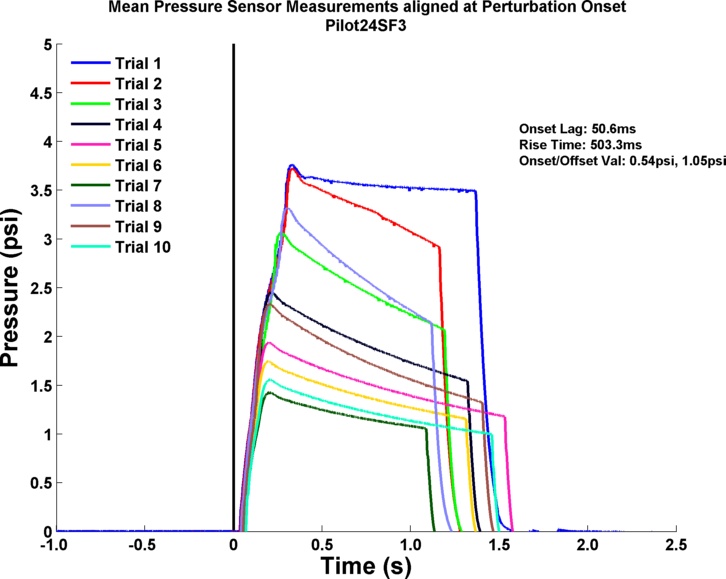 Mean Pressure Sensor Measurements aligned at Perturbation Onset
Pilot24SF3
5
4.5
4
3.5
3
2.5
2
1.5
1
0.5
0
Pressure (psi)
Trial 1
Trial 2
Trial 3
Trial 4
Trial 5
Trial 6
Trial 7
Trial 8
Trial 9
Trial 10
Onset Lag: 50.6ms
Rise Time: 503.3ms
Onset/Offset Val: 0.54psi, 1.05psi
-1.0 -0.5 0 0.5 1.0 1.5 2.0 2.5
Time (s)